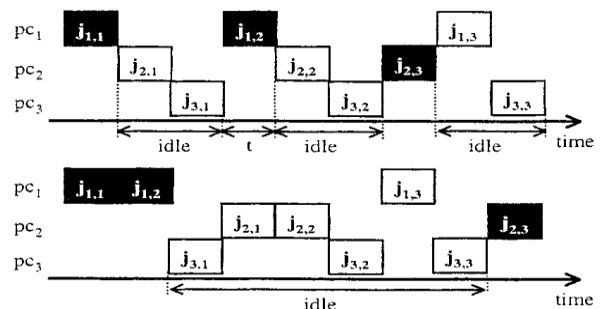 pc1 j1,1 j1,2 j1,3
pc2 j2,1 j2,2 j2,3
pc3 j3,1 j3,2 j3,3
idle t idle idle time
pc1 j1,1 j1,2 j1,3
pc2 j2,1 j2,2 j2,3
pc3 j3,1 j3,2 j3,3
idle time